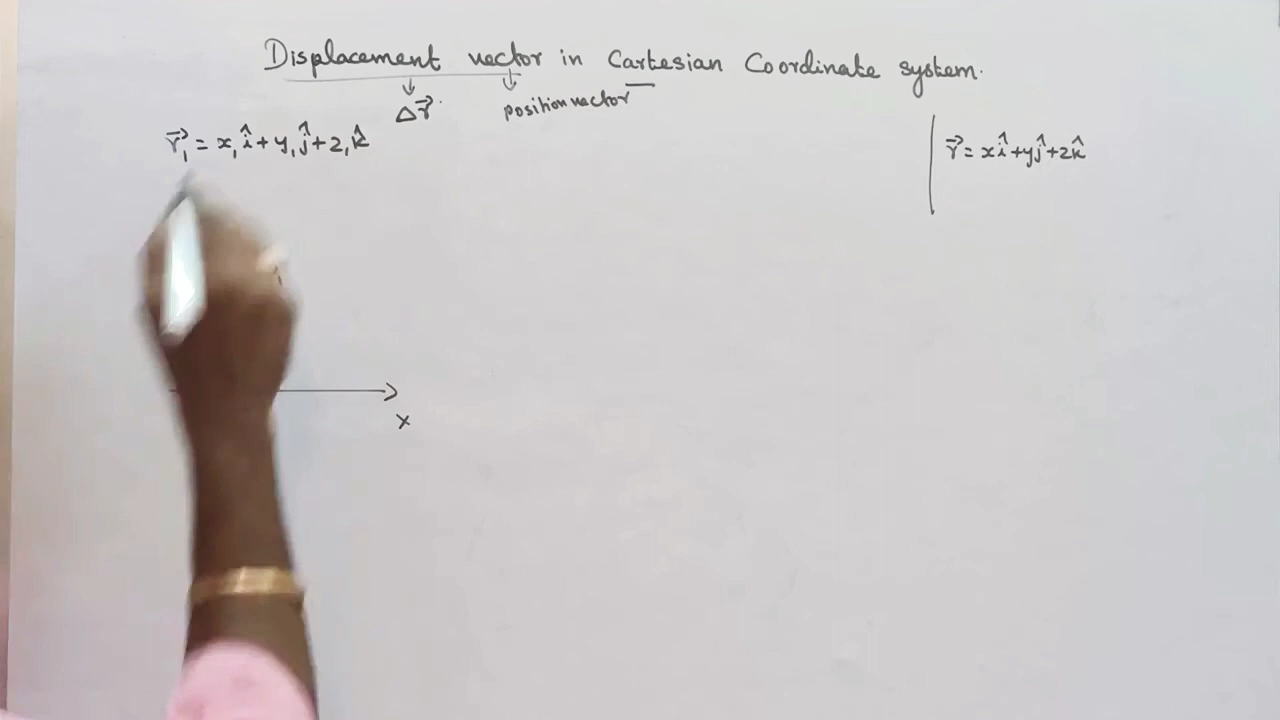 Displacement vector in Cartesian Coordinate system.
Δr⃗. position vector
r⃗₁ = x₁î + y₁ĵ + z₁k̂
r⃗ = xî + yĵ + zk̂
x